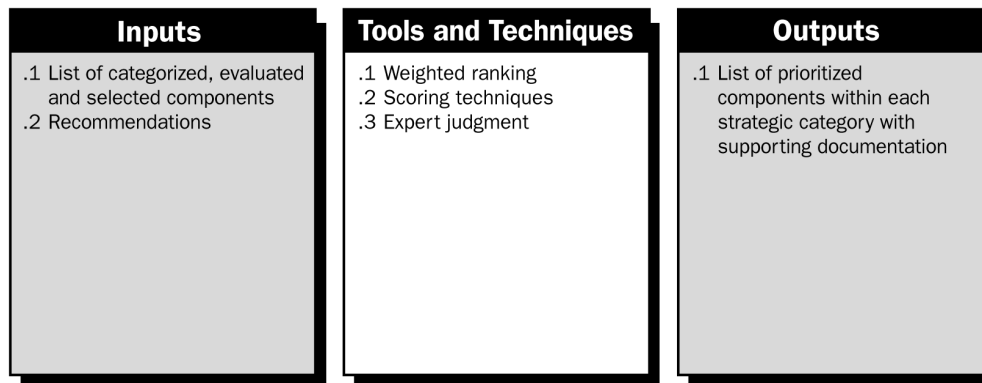 Inputs
.1 List of categorized, evaluated
and selected components
.2 Recommendations
Tools and Techniques
.1 Weighted ranking
.2 Scoring techniques
.3 Expert judgment
Outputs
.1 List of prioritized
components within each
strategic category with
supporting documentation